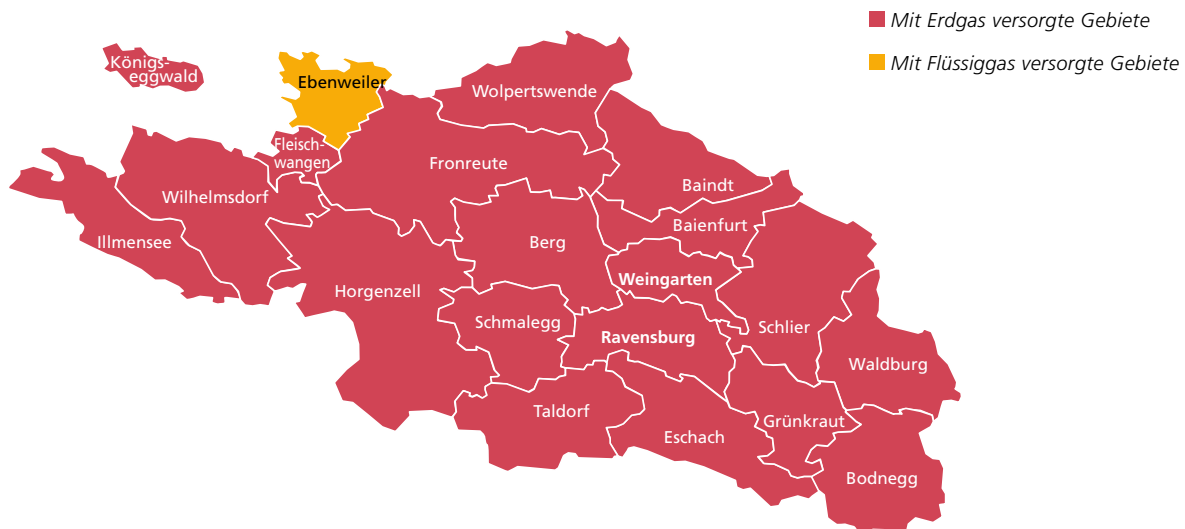 Mit Erdgas versorgte Gebiete
Mit Flüssiggas versorgte Gebiete
Königs-
eggwald
Ebenweiler
Wolpertswende
Fleisch-
wangen
Fronreute
Wilhelmsdorf
Baindt
Illmensee
Baienfurt
Berg
Weingarten
Horgenzell
Schmalegg
Ravensburg
Schlier
Waldburg
Taldorf
Grünkraut
Eschach
Bodnegg